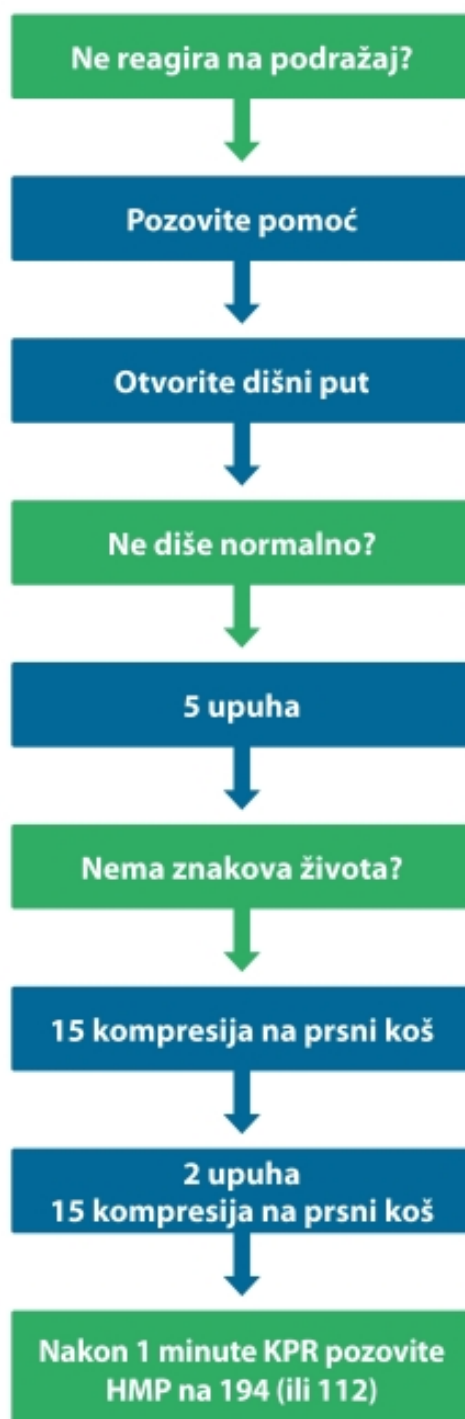 Ne reagira na podražaj?
Pozovite pomoć
Otvorite dišni put
Ne diše normalno?
5 upuha
Nema znakova života?
15 kompresija na prsni koš
2 upuha
15 kompresija na prsni koš
Nakon 1 minute KPR pozovite
HMP na 194 (ili 112)